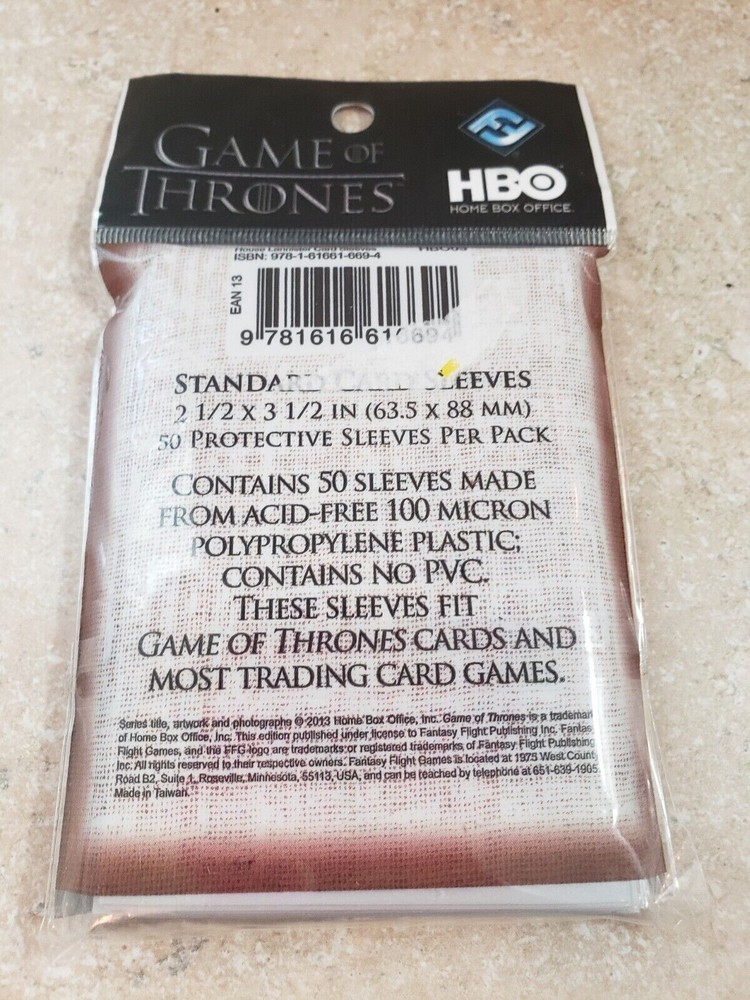 GAME OF
THRONES
HBO
HOME BOX OFFICE
House Lannister Card Sleeves HBO03
ISBN: 978-1-61661-669-4
EAN 13
9 781616 616694
STANDARD CARD SLEEVES
2 1/2 X 3 1/2 IN (63.5 X 88 MM)
50 PROTECTIVE SLEEVES PER PACK
CONTAINS 50 SLEEVES MADE
FROM ACID-FREE 100 MICRON
POLYPROPYLENE PLASTIC;
CONTAINS NO PVC.
THESE SLEEVES FIT
GAME OF THRONES CARDS AND
MOST TRADING CARD GAMES.
Series title, artwork and photographs © 2013 Home Box Office, Inc. Game of Thrones is a trademark
of Home Box Office, Inc. This edition published under license to Fantasy Flight Publishing Inc. Fantasy
Flight Games, and the FFG logo are trademarks or registered trademarks of Fantasy Flight Publishing
Inc. All rights reserved to their respective owners. Fantasy Flight Games is located at 1975 West County
Road B2, Suite 1, Roseville, Minnesota, 55113, USA, and can be reached by telephone at 651-639-1905.
Made in Taiwan.